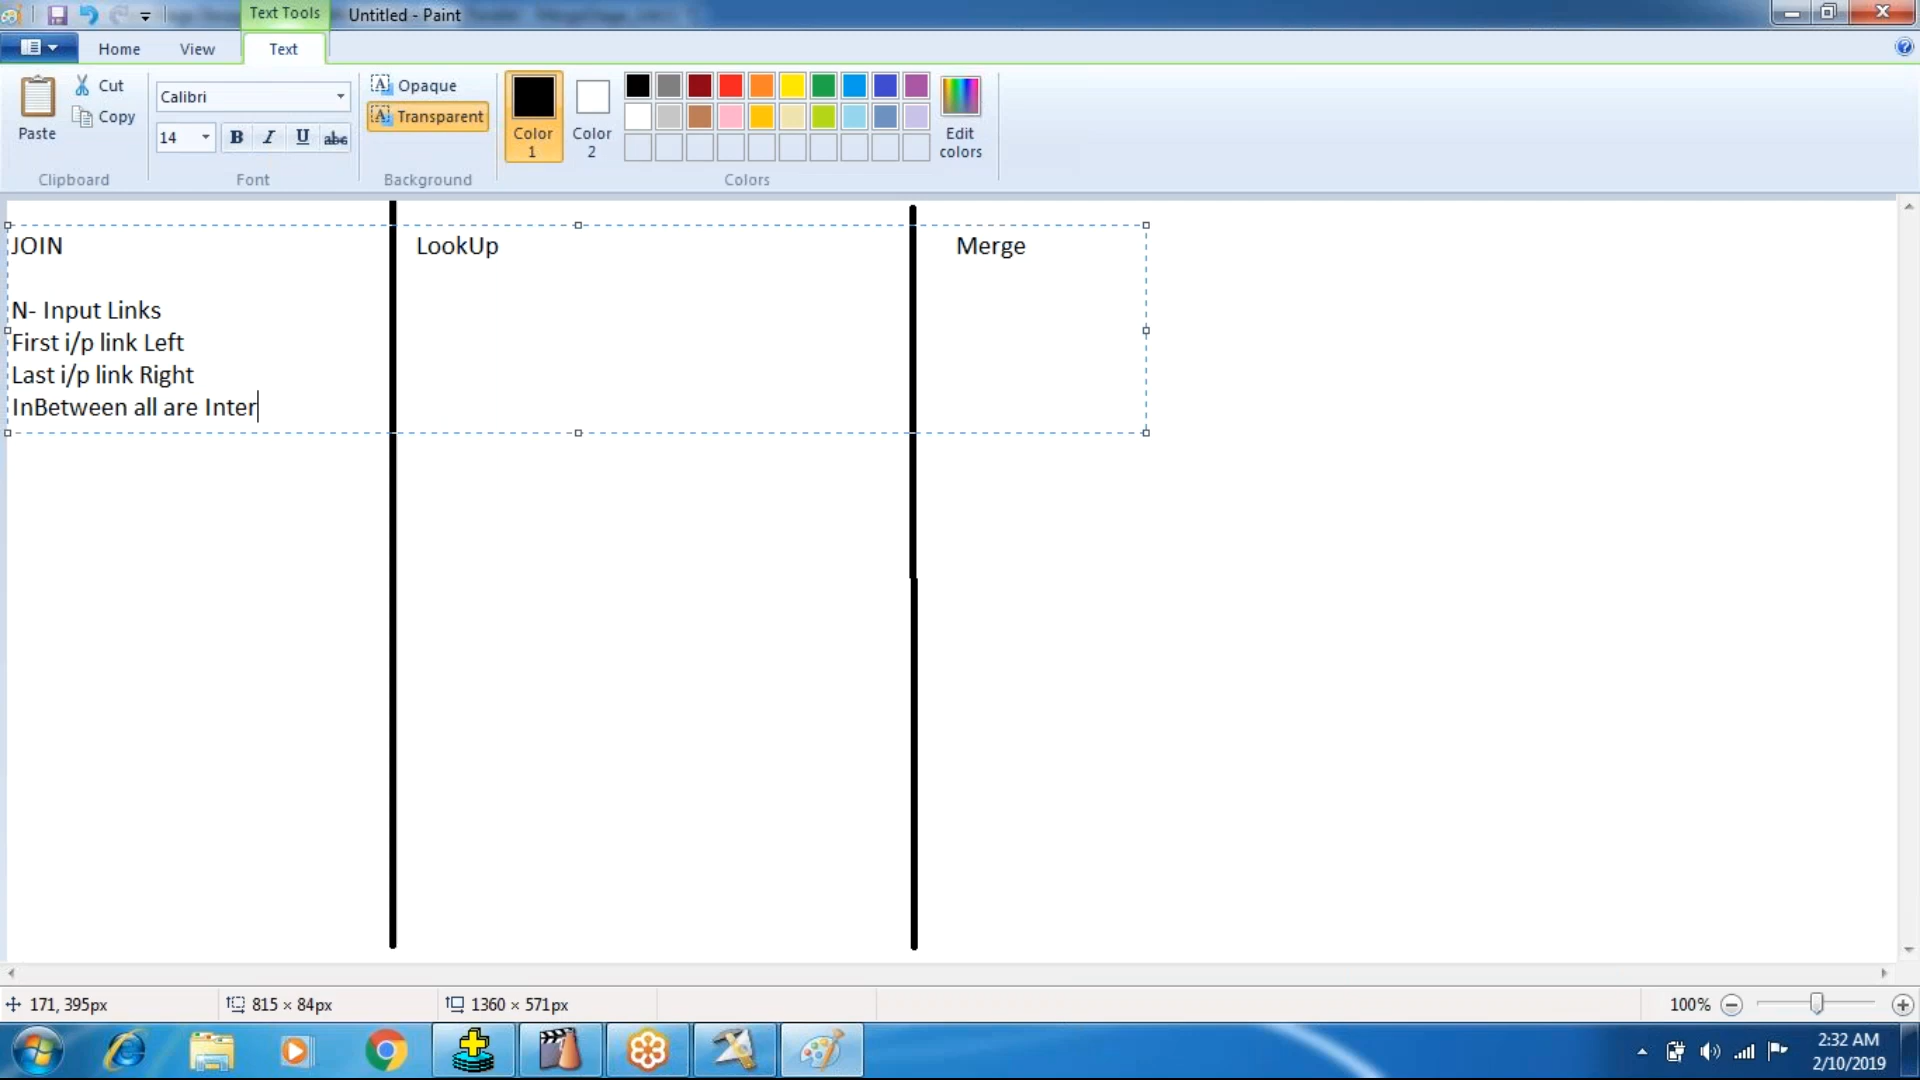 Text Tools
Untitled - Paint
Home
View
Text
Paste
Cut
Copy
Clipboard
Calibri
14
B I U abc
Font
Opaque
Transparent
Background
Color 1
Color 2
Edit colors
Colors
JOIN
LookUp
Merge
N- Input Links
First i/p link Left
Last i/p link Right
InBetween all are Inter
171, 395px
815 × 84px
1360 × 571px
100%
2:32 AM
2/10/2019